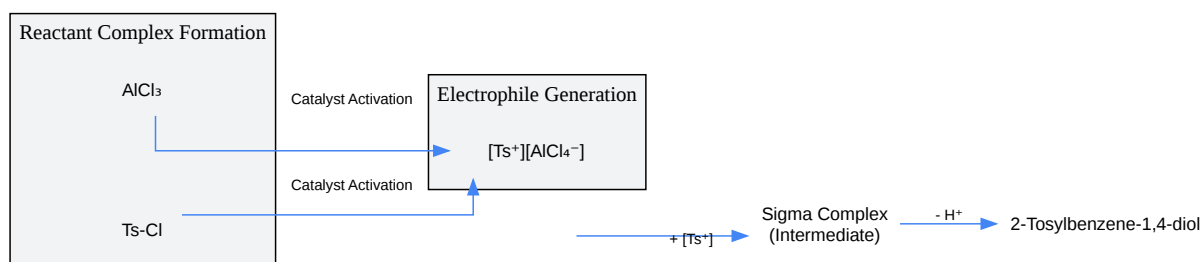 Reactant Complex Formation
AlCl₃
Catalyst Activation
Electrophile Generation
[Ts⁺][AlCl₄⁻]
Catalyst Activation
Ts-Cl
+ [Ts⁺]
Sigma Complex
(Intermediate)
- H⁺
2-Tosylbenzene-1,4-diol